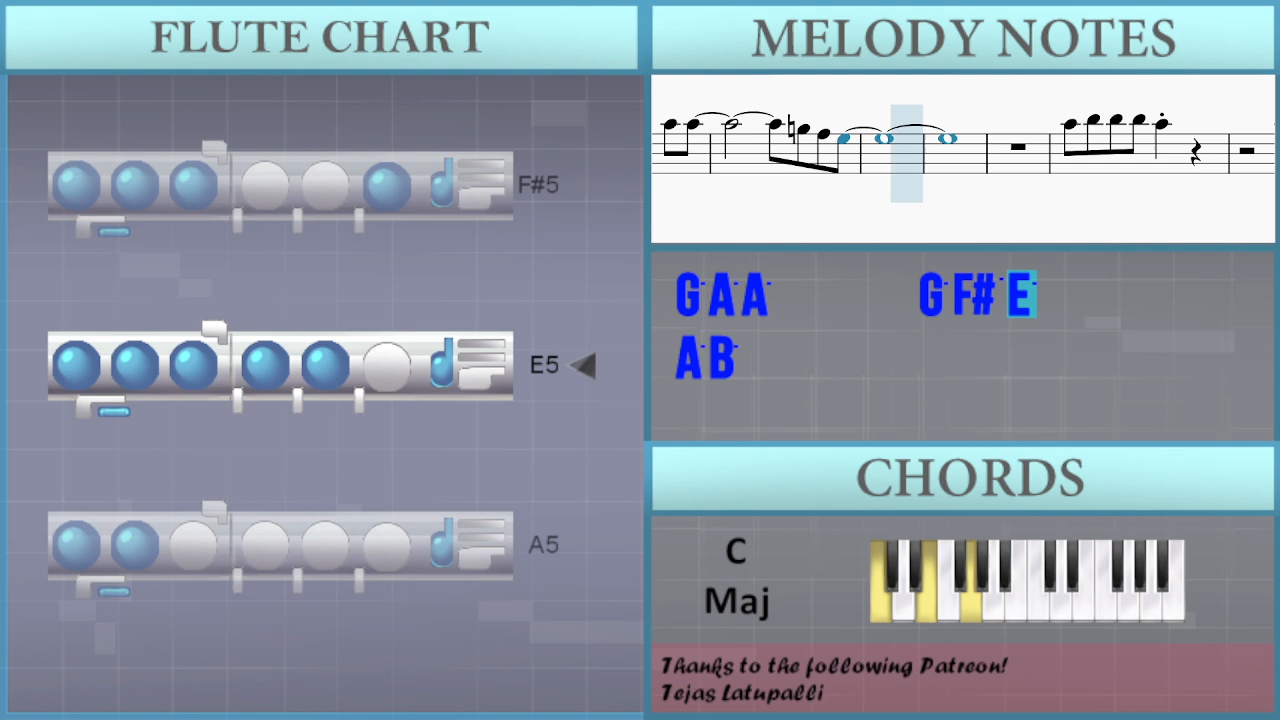 FLUTE CHART
F#5
E5
A5
MELODY NOTES
G A A G F# E
A B
CHORDS
C
Maj
Thanks to the following Patreon!
Tejas Latupalli